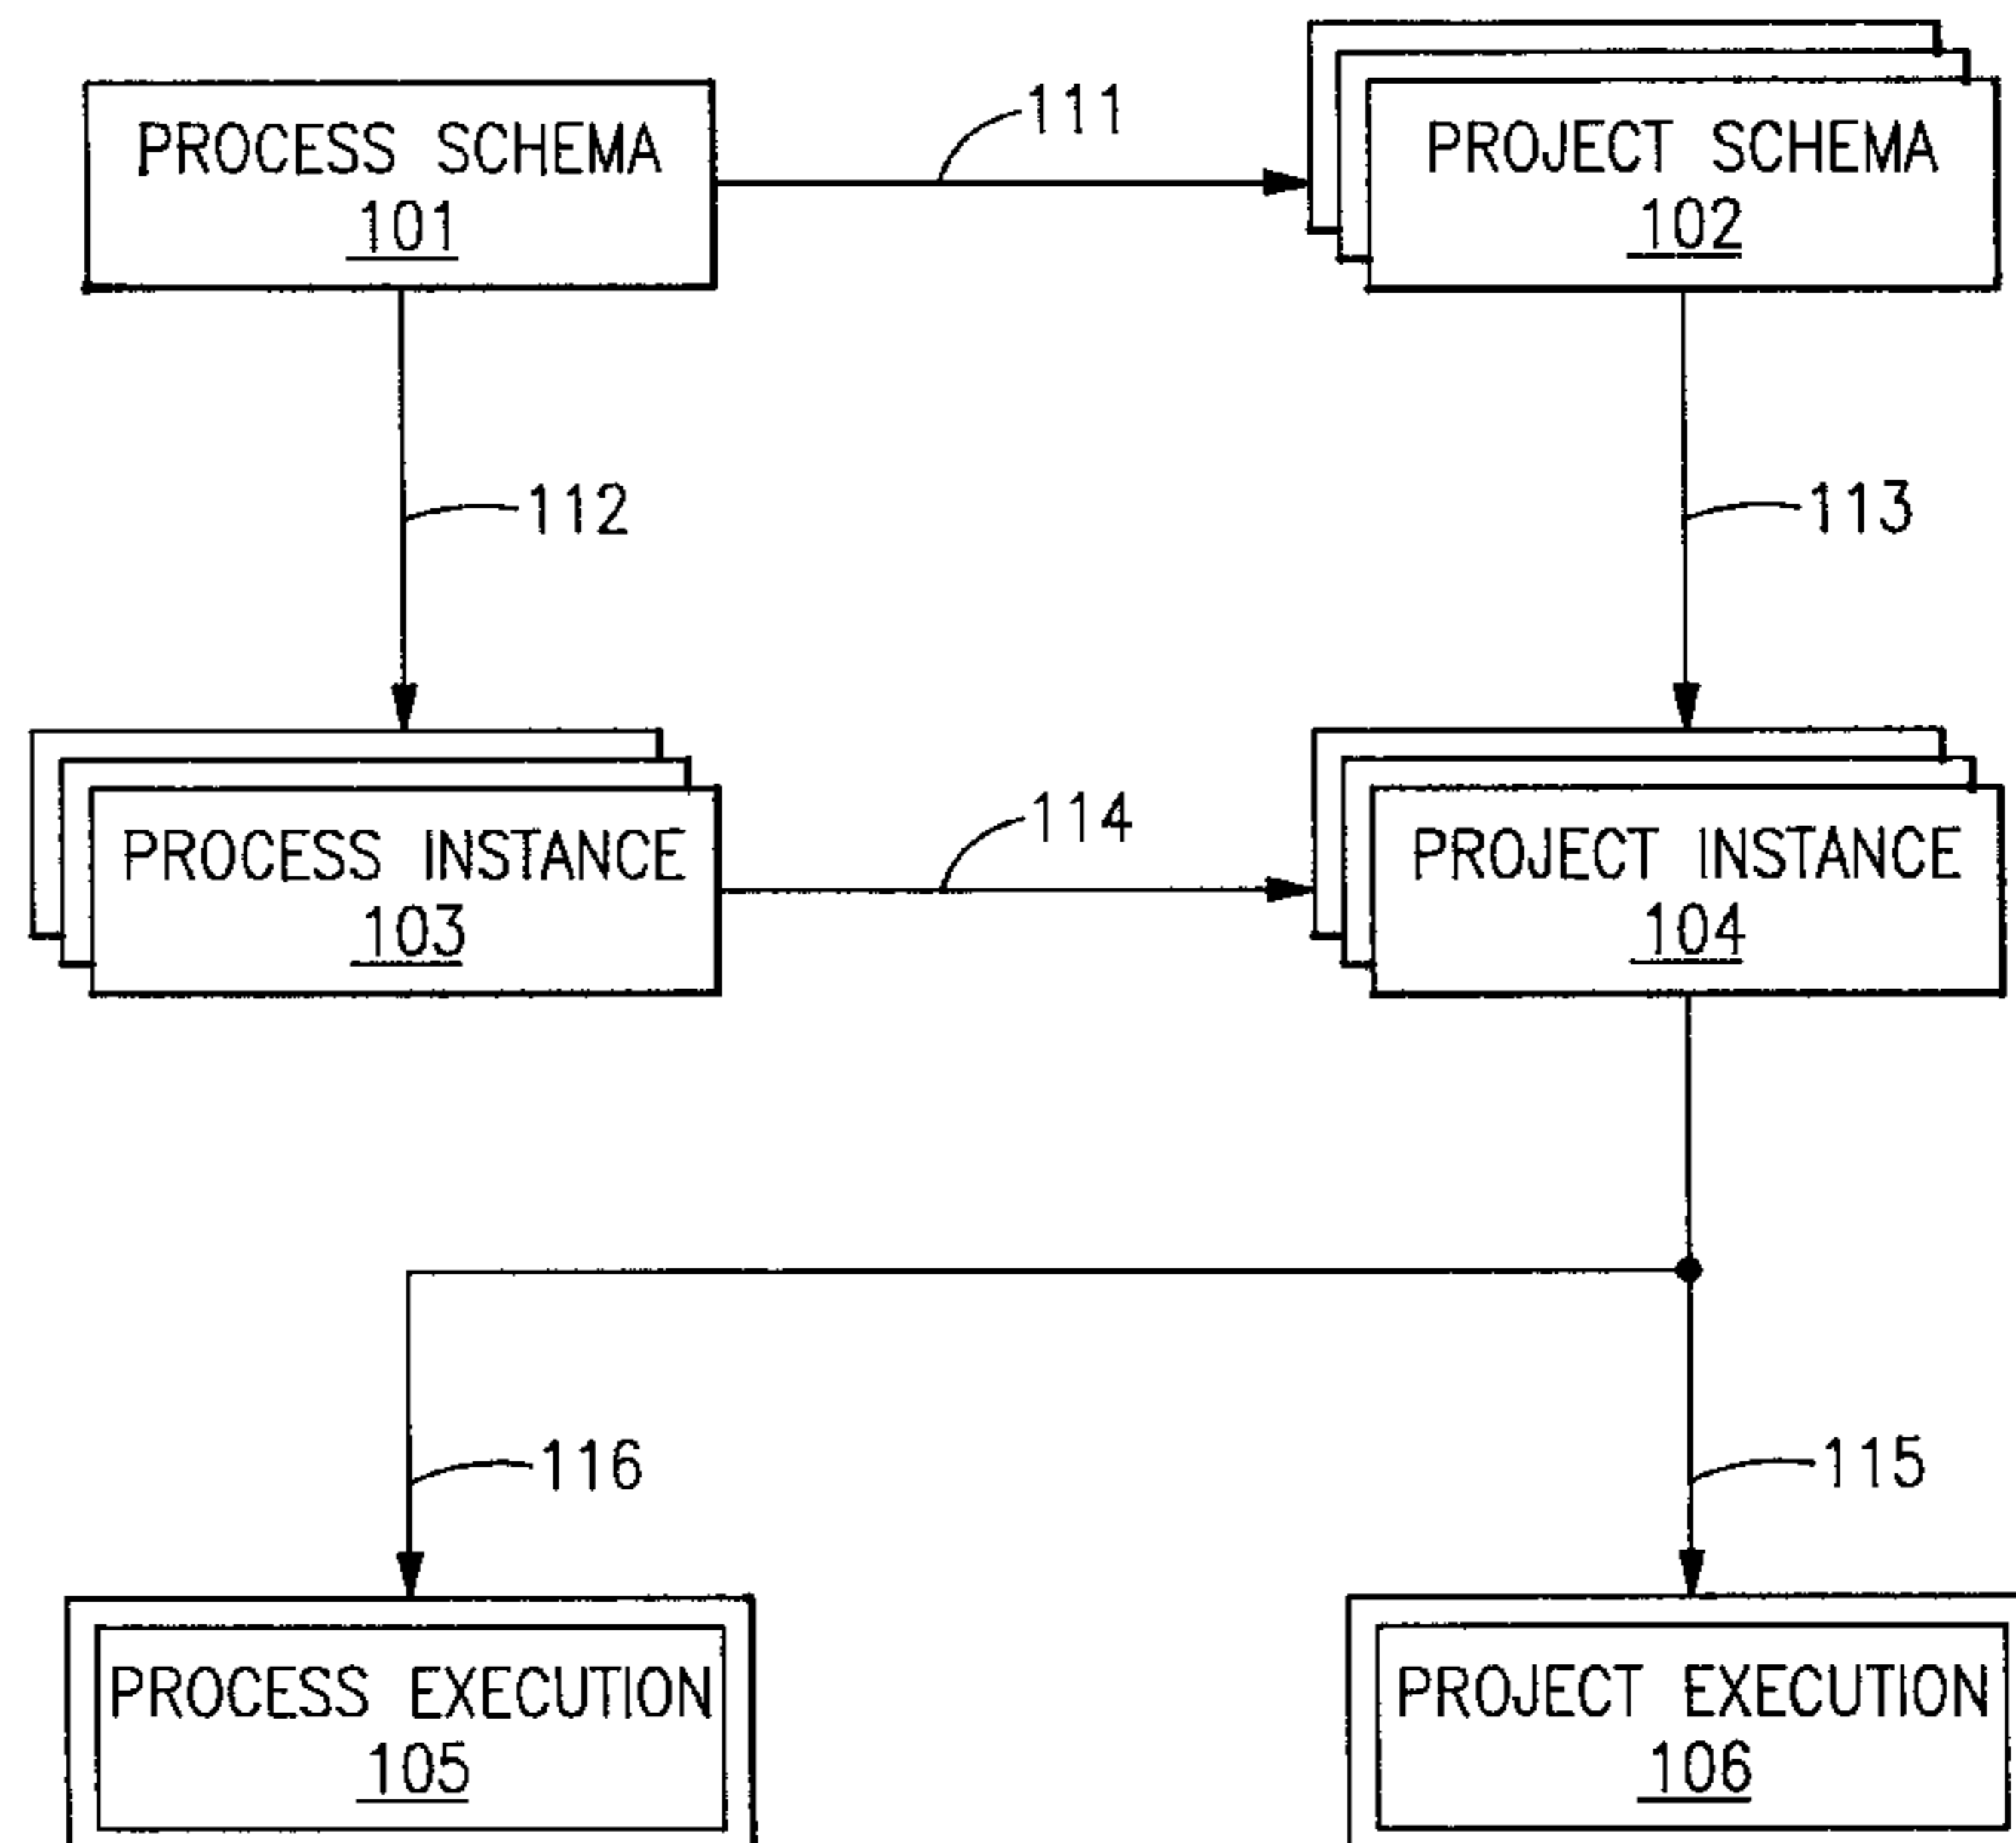 PROCESS SCHEMA
101
111
PROJECT SCHEMA
102
112
113
PROCESS INSTANCE
103
114
PROJECT INSTANCE
104
116
115
PROCESS EXECUTION
105
PROJECT EXECUTION
106